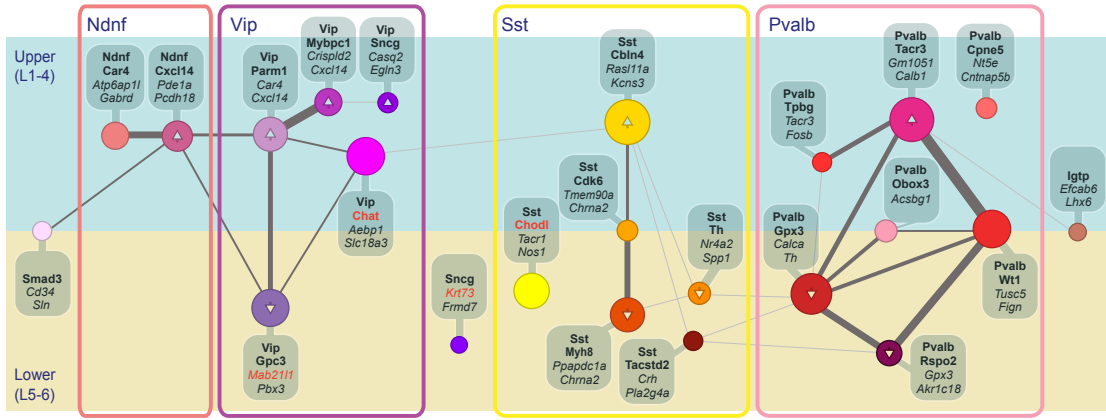 Ndnf
Vip
Sst
Pvalb
Upper
(L1-4)
Lower
(L5-6)
Ndnf
Car4
Atp6ap1l
Gabrd
Ndnf
Cxcl14
Pde1a
Pcdh18
Smad3
Cd34
Sln
Vip
Parm1
Car4
Cxcl14
Vip
Mybpc1
Crispld2
Cxcl14
Vip
Sncg
Casq2
Egln3
Vip
Chat
Aebp1
Slc18a3
Vip
Gpc3
Mab21l1
Pbx3
Sncg
Krt73
Frmd7
Sst
Cbln4
Rasl11a
Kcns3
Sst
Cdk6
Tmem90a
Chrna2
Sst
Chodl
Tacr1
Nos1
Sst
Th
Nr4a2
Spp1
Sst
Myh8
Ppapdc1a
Chrna2
Sst
Tacstd2
Crh
Pla2g4a
Pvalb
Tacr3
Gm1051
Calb1
Pvalb
Cpne5
Nt5e
Cntnap5b
Pvalb
Tpbg
Tacr3
Fosb
Pvalb
Obox3
Acsbg1
Pvalb
Gpx3
Calca
Th
Pvalb
Wt1
Tusc5
Fign
Pvalb
Rspo2
Gpx3
Akr1c18
Igtp
Efcab6
Lhx6